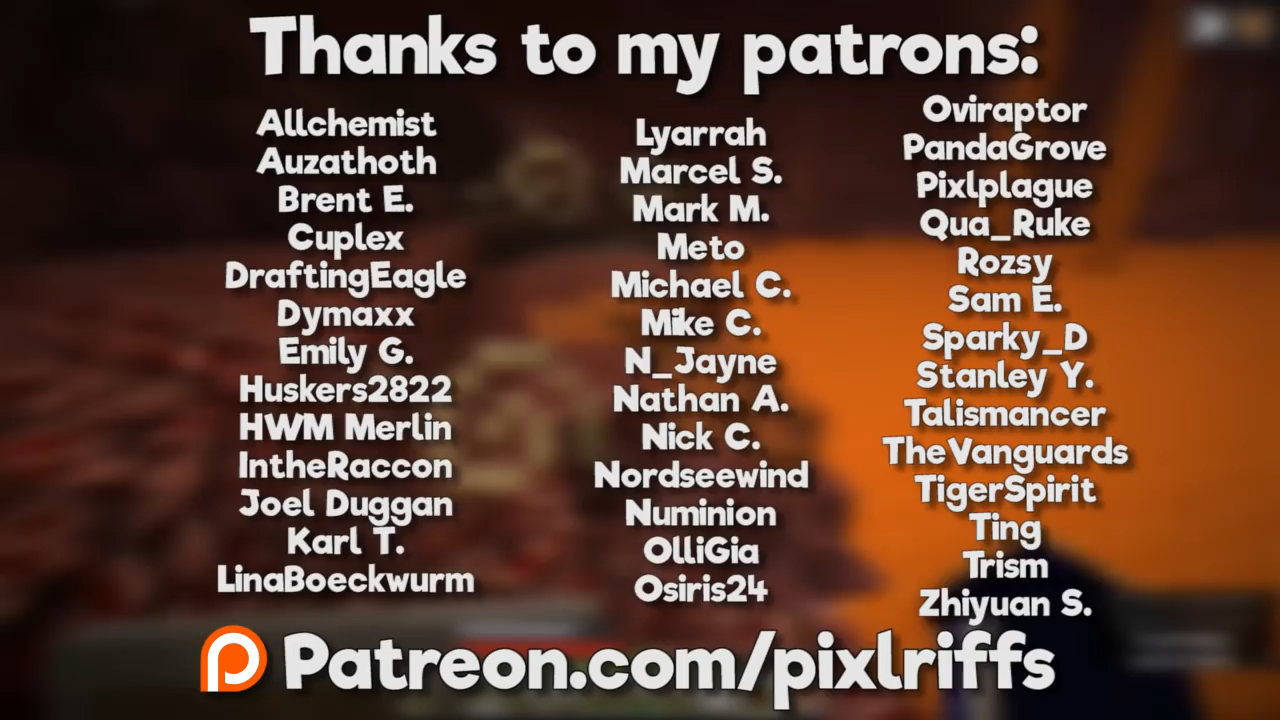 Thanks to my patrons:
Allchemist
Auzathoth
Brent E.
Cuplex
DraftingEagle
Dymaxx
Emily G.
Huskers2822
HWM Merlin
IntheRaccon
Joel Duggan
Karl T.
LinaBoeckwurm
Lyarrah
Marcel S.
Mark M.
Meto
Michael C.
Mike C.
N_Jayne
Nathan A.
Nick C.
Nordseewind
Numinion
OlliGia
Osiris24
Oviraptor
PandaGrove
Pixlplague
Qua_Ruke
Rozsy
Sam E.
Sparky_D
Stanley Y.
Talismancer
TheVanguards
TigerSpirit
Ting
Trism
Zhiyuan S.
Patreon.com/pixlriffs